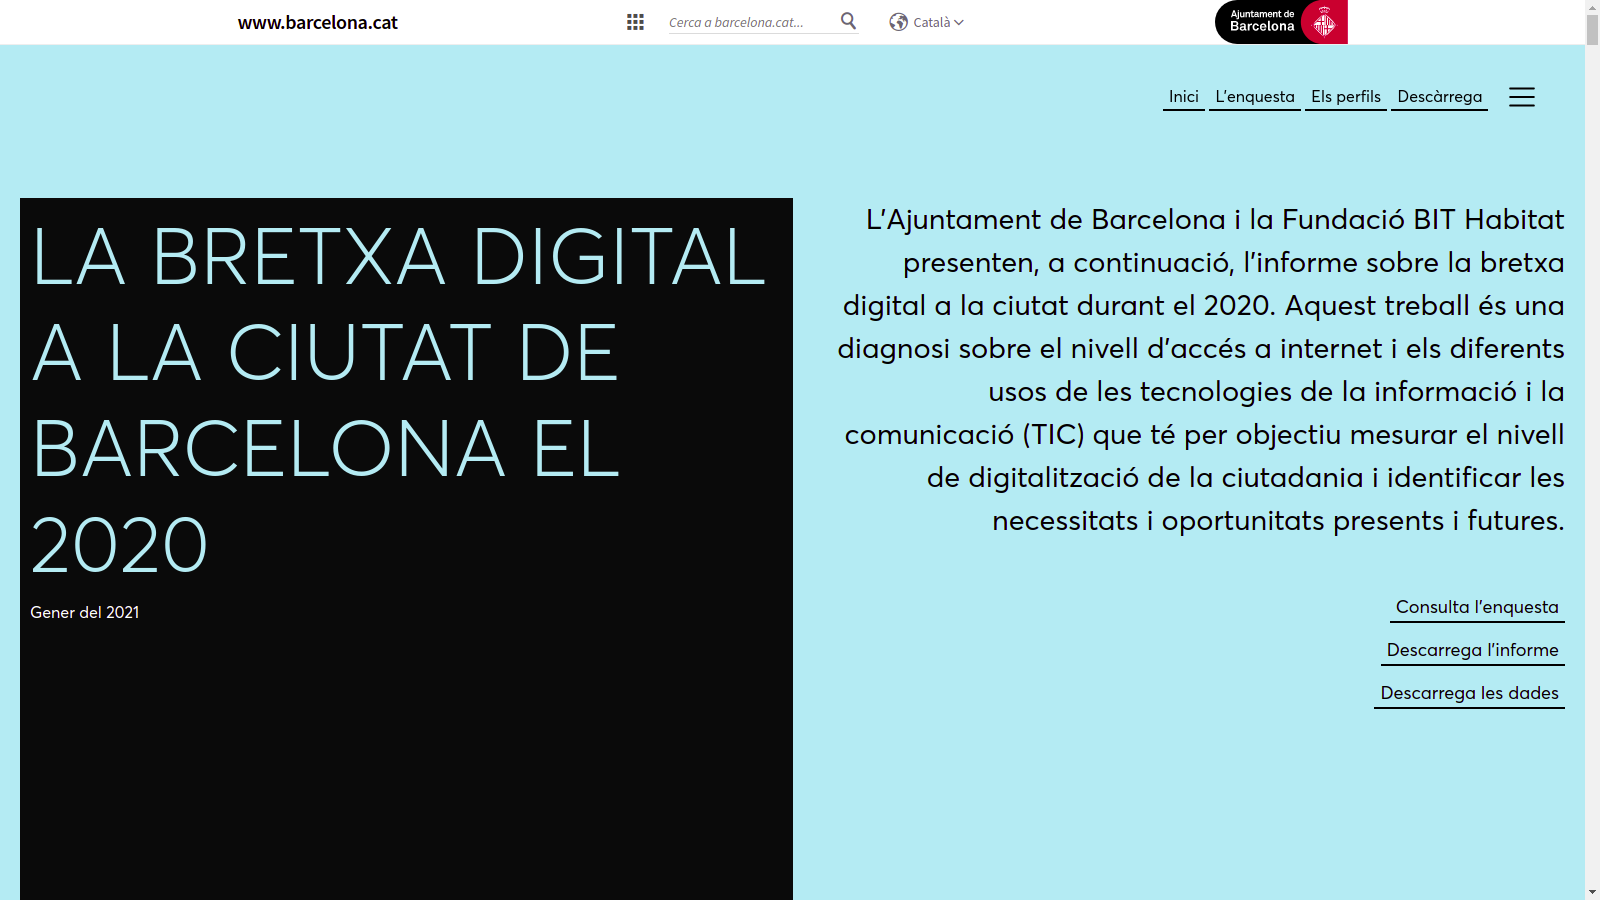 www.barcelona.cat
Cerca a barcelona.cat...
Català
Ajuntament de
Barcelona
Inici
L'enquesta
Els perfils
Descàrrega
LA BRETXA DIGITAL
A LA CIUTAT DE
BARCELONA EL
2020
Gener del 2021
L'Ajuntament de Barcelona i la Fundació BIT Habitat
presenten, a continuació, l'informe sobre la bretxa
digital a la ciutat durant el 2020. Aquest treball és una
diagnosi sobre el nivell d'accés a internet i els diferents
usos de les tecnologies de la informació i la
comunicació (TIC) que té per objectiu mesurar el nivell
de digitalització de la ciutadania i identificar les
necessitats i oportunitats presents i futures.
Consulta l'enquesta
Descarrega l'informe
Descarrega les dades